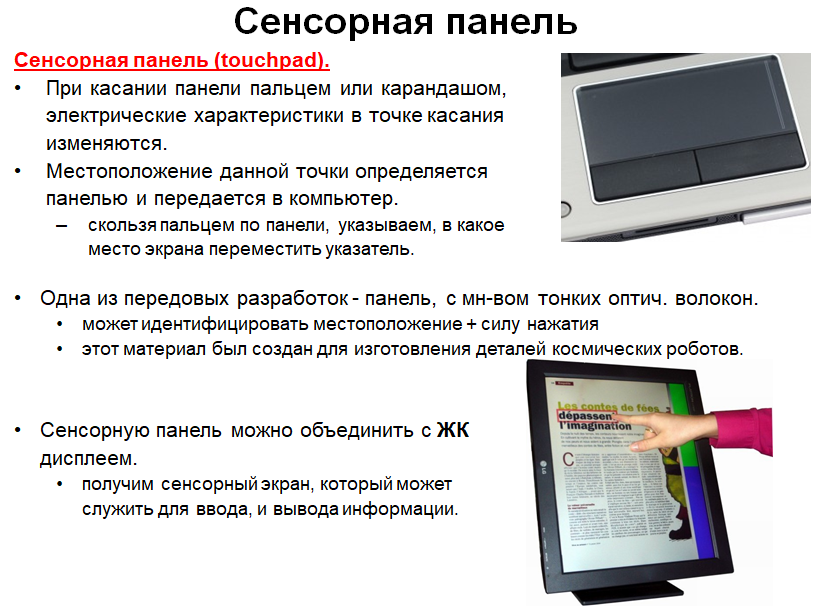 Сенсорная панель
Сенсорная панель (touchpad).
• При касании панели пальцем или карандашом,
электрические характеристики в точке касания
изменяются.
• Местоположение данной точки определяется
панелью и передается в компьютер.
– скользя пальцем по панели, указываем, в какое
место экрана переместить указатель.
• Одна из передовых разработок - панель, с мн-вом тонких оптич. волокон.
• может идентифицировать местоположение + силу нажатия
• этот материал был создан для изготовления деталей космических роботов.
• Сенсорную панель можно объединить с ЖК
дисплеем.
• получим сенсорный экран, который может
служить для ввода, и вывода информации.
Les contes de fées
dépassent
l'imagination
LG